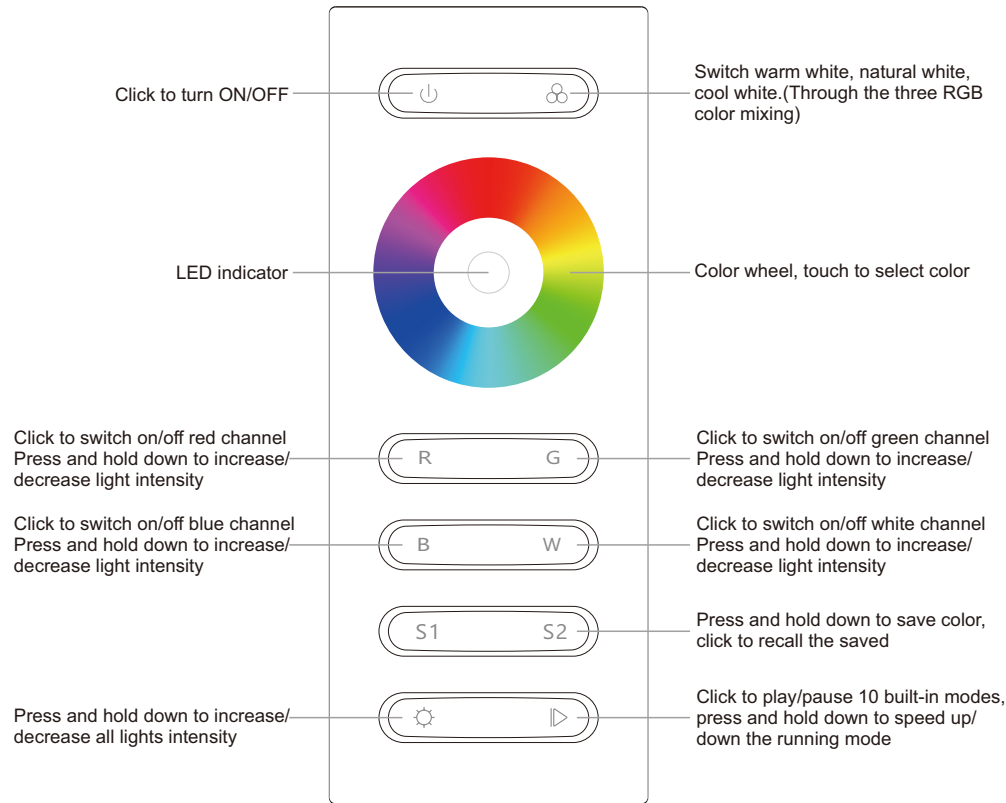 Click to turn ON/OFF
Switch warm white, natural white,
cool white.(Through the three RGB
color mixing)
LED indicator
Color wheel, touch to select color
Click to switch on/off red channel
Press and hold down to increase/
decrease light intensity
R
G
Click to switch on/off green channel
Press and hold down to increase/
decrease light intensity
Click to switch on/off blue channel
Press and hold down to increase/
decrease light intensity
B
W
Click to switch on/off white channel
Press and hold down to increase/
decrease light intensity
S1
S2
Press and hold down to save color,
click to recall the saved
Press and hold down to increase/
decrease all lights intensity
Click to play/pause 10 built-in modes,
press and hold down to speed up/
down the running mode